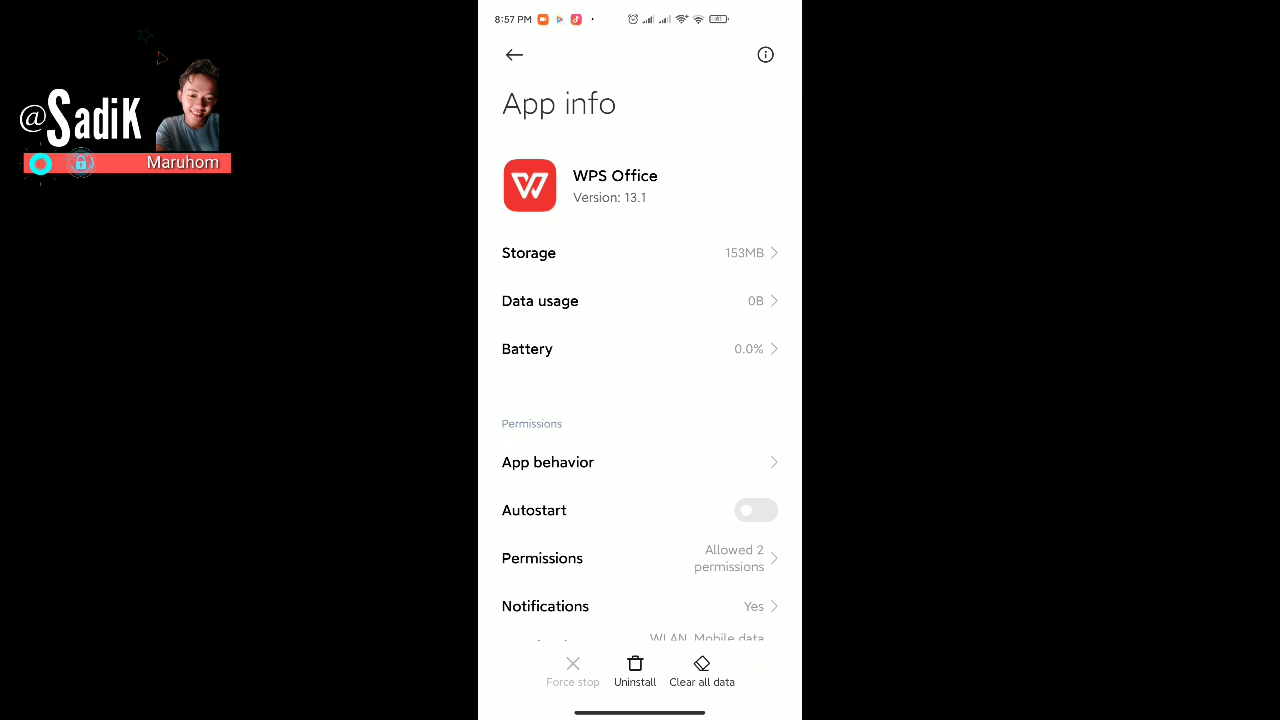 8:57 PM
41
@SadiK
Maruhom
App info
WPS Office
Version: 13.1
Storage 153MB
Data usage 0B
Battery 0.0%
Permissions
App behavior
Autostart
Permissions Allowed 2
permissions
Notifications Yes
WLAN, Mobile data
Force stop Uninstall Clear all data